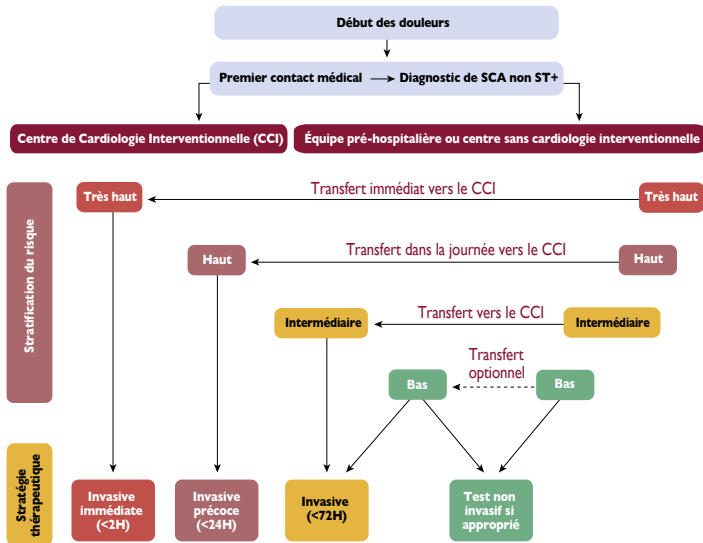 Début des douleurs
Premier contact médical
Diagnostic de SCA non ST+
Centre de Cardiologie Interventionnelle (CCI)
Équipe pré-hospitalière ou centre sans cardiologie interventionnelle
Stratification du risque
Très haut
Transfert immédiat vers le CCI
Très haut
Haut
Transfert dans la journée vers le CCI
Haut
Intermédiaire
Transfert vers le CCI
Intermédiaire
Bas
Transfert
optionnel
Bas
Stratégie
thérapeutique
Invasive
immédiate
(<2H)
Invasive
précoce
(<24H)
Invasive
(<72H)
Test non
invasif si
approprié